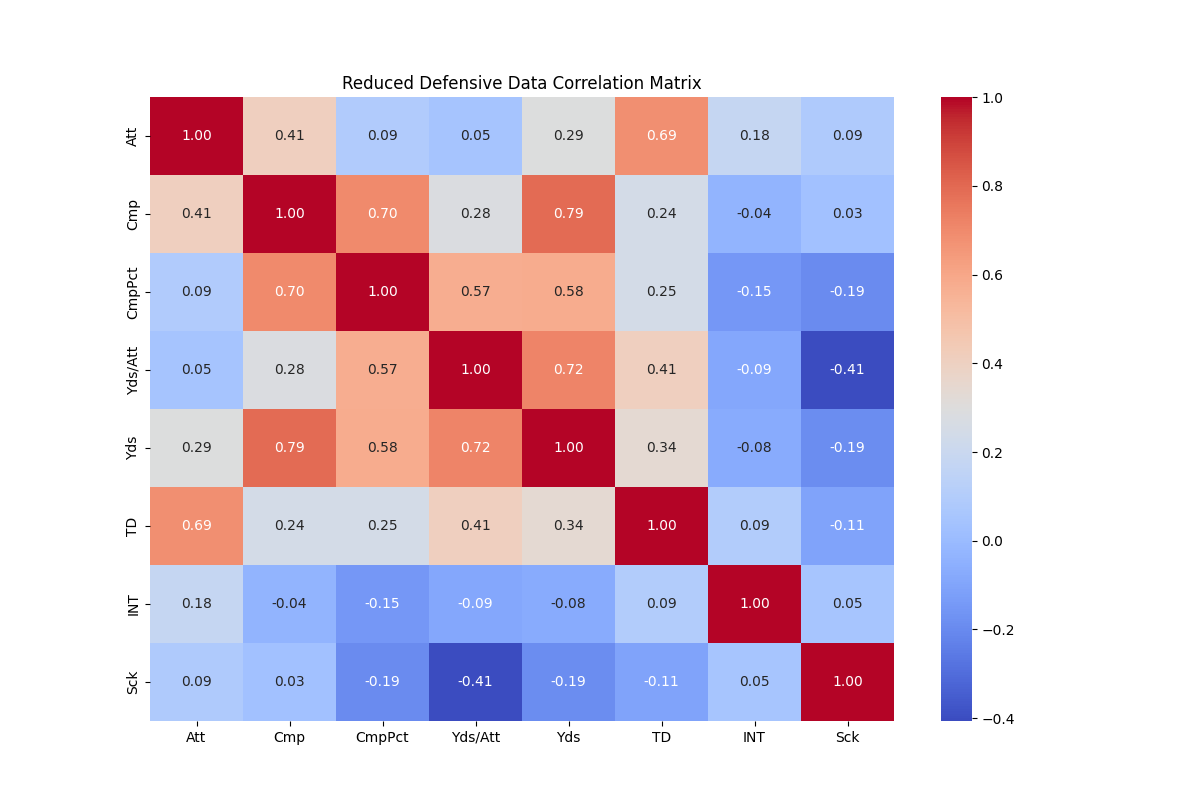 Reduced Defensive Data Correlation Matrix
Att 1.00 0.41 0.09 0.05 0.29 0.69 0.18 0.09
Cmp 0.41 1.00 0.70 0.28 0.79 0.24 -0.04 0.03
CmpPct 0.09 0.70 1.00 0.57 0.58 0.25 -0.15 -0.19
Yds/Att 0.05 0.28 0.57 1.00 0.72 0.41 -0.09 -0.41
Yds 0.29 0.79 0.58 0.72 1.00 0.34 -0.08 -0.19
TD 0.69 0.24 0.25 0.41 0.34 1.00 0.09 -0.11
INT 0.18 -0.04 -0.15 -0.09 -0.08 0.09 1.00 0.05
Sck 0.09 0.03 -0.19 -0.41 -0.19 -0.11 0.05 1.00
Att Cmp CmpPct Yds/Att Yds TD INT Sck
1.0
0.8
0.6
0.4
0.2
0.0
−0.2
−0.4